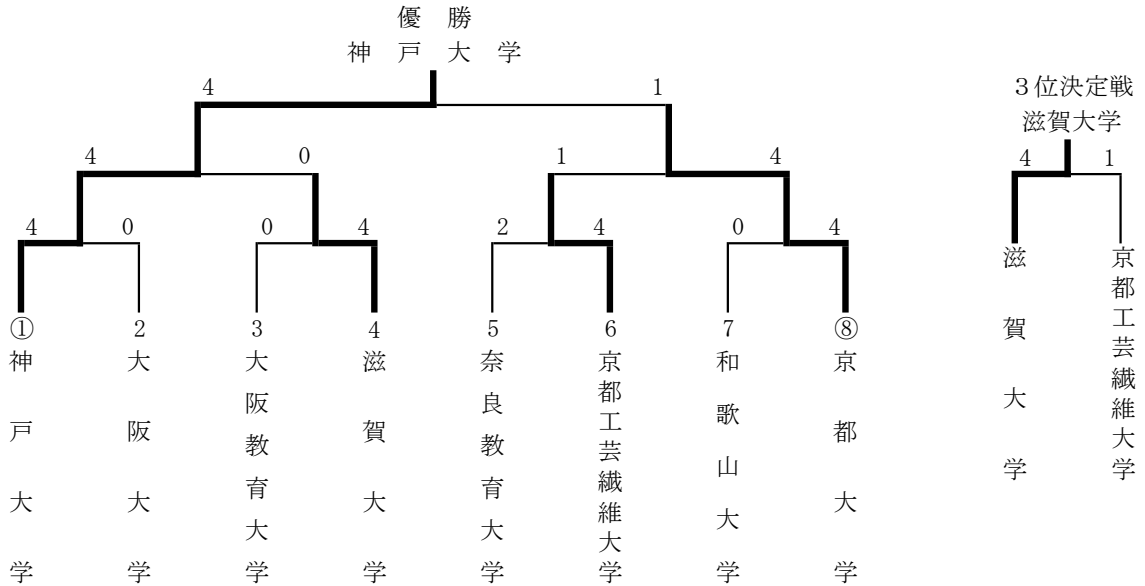 優勝
神戸大学
4 1
3位決定戦
滋賀大学
4 0 1 4
4 1
4 0 0 4 2 4 0 4
① 2 3 4 5 6 7 ⑧
神戸大学
大阪大学
大阪教育大学
滋賀大学
奈良教育大学
京都工芸繊維大学
和歌山大学
京都大学
滋賀大学
京都工芸繊維大学